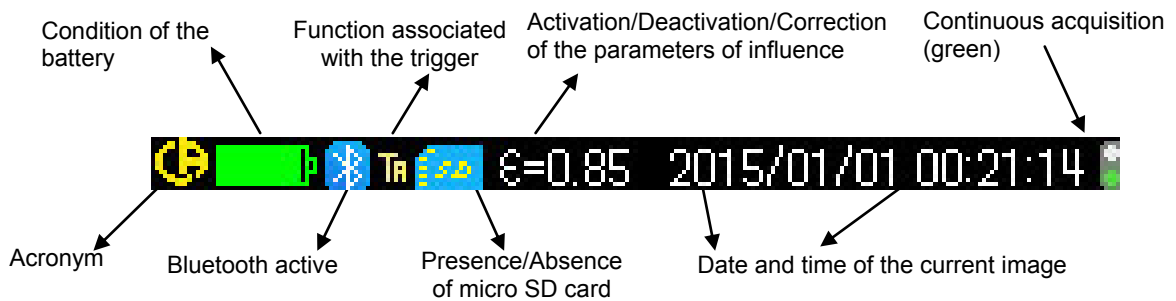 Condition of the
battery
Function associated
with the trigger
Activation/Deactivation/Correction
of the parameters of influence
Continuous acquisition
(green)
CA TA SD ε=0.85 2015/01/01 00:21:14
Acronym
Bluetooth active
Presence/Absence
of micro SD card
Date and time of the current image